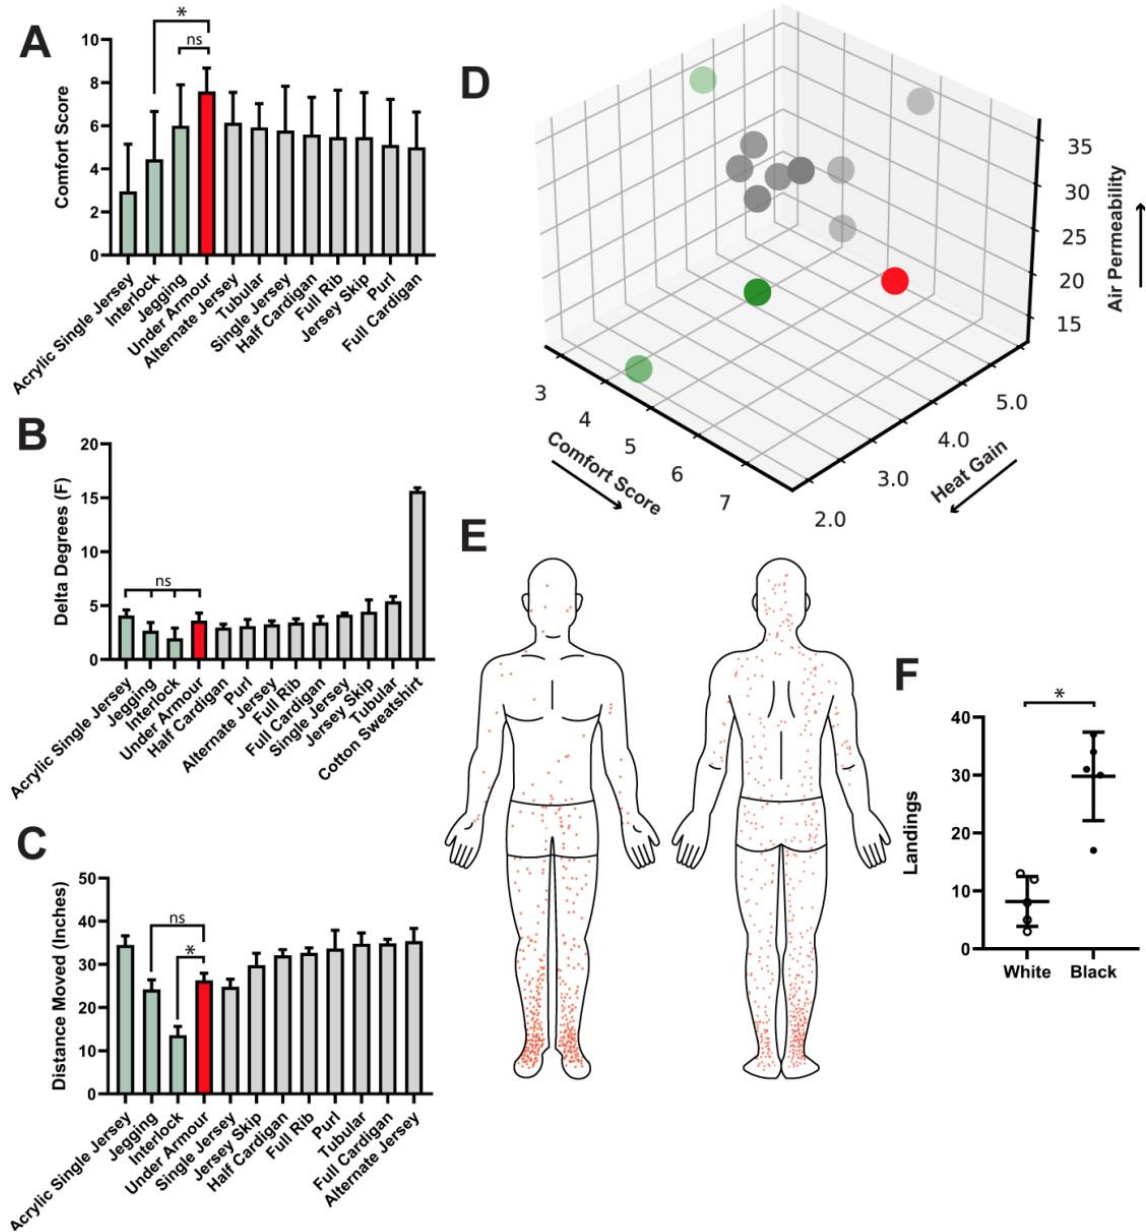 A
*
ns
10
8
6
4
2
0
Comfort Score
Acrylic Single Jersey
Interlock
Jegging
Under Armour
Alternate Jersey
Tubular
Single Jersey
Half Cardigan
Full Rib
Jersey Skip
Purl
Full Cardigan
B
20
15
10
5
0
Delta Degrees (F)
ns
Acrylic Single Jersey
Jegging
Interlock
Under Armour
Half Cardigan
Purl
Alternate Jersey
Full Rib
Full Cardigan
Single Jersey
Jersey Skip
Tubular
Cotton Sweatshirt
C
50
40
30
20
10
0
Distance Moved (Inches)
ns
*
Acrylic Single Jersey
Jegging
Interlock
Under Armour
Single Jersey
Jersey Skip
Half Cardigan
Full Rib
Purl
Tubular
Full Cardigan
Alternate Jersey
D
35
30
25
20
15
Air Permeability
3
4
5
6
7
Comfort Score
5.0
4.0
3.0
2.0
Heat Gain
E
F
*
40
30
20
10
0
Landings
White
Black